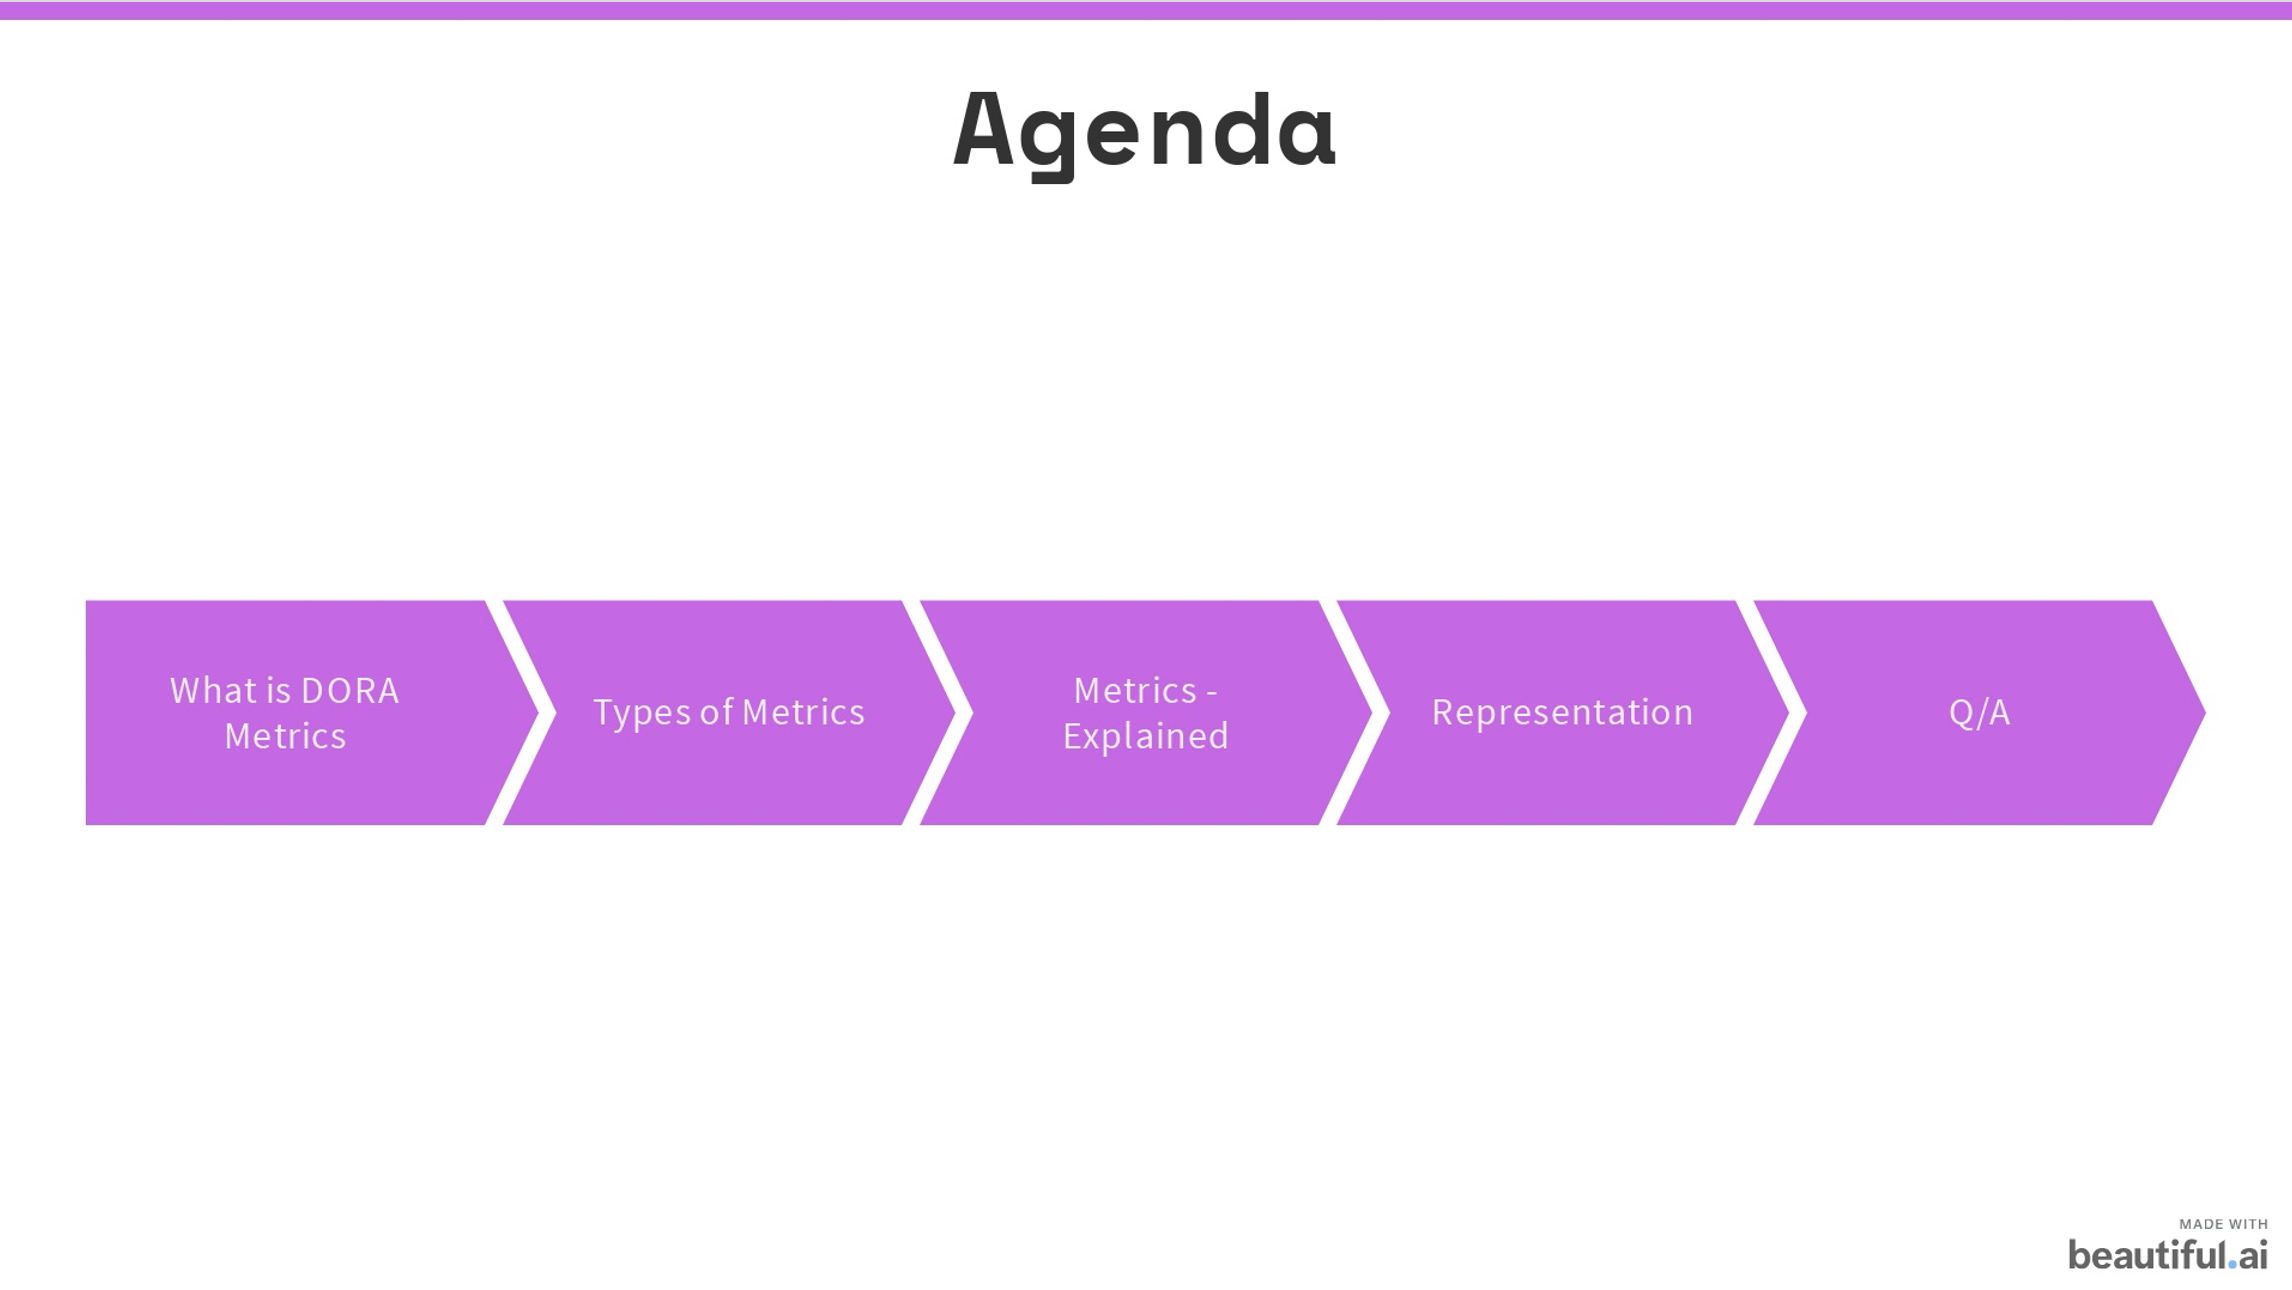 Agenda
What is DORA
Metrics
Types of Metrics
Metrics -
Explained
Representation
Q/A
MADE WITH
beautiful.ai